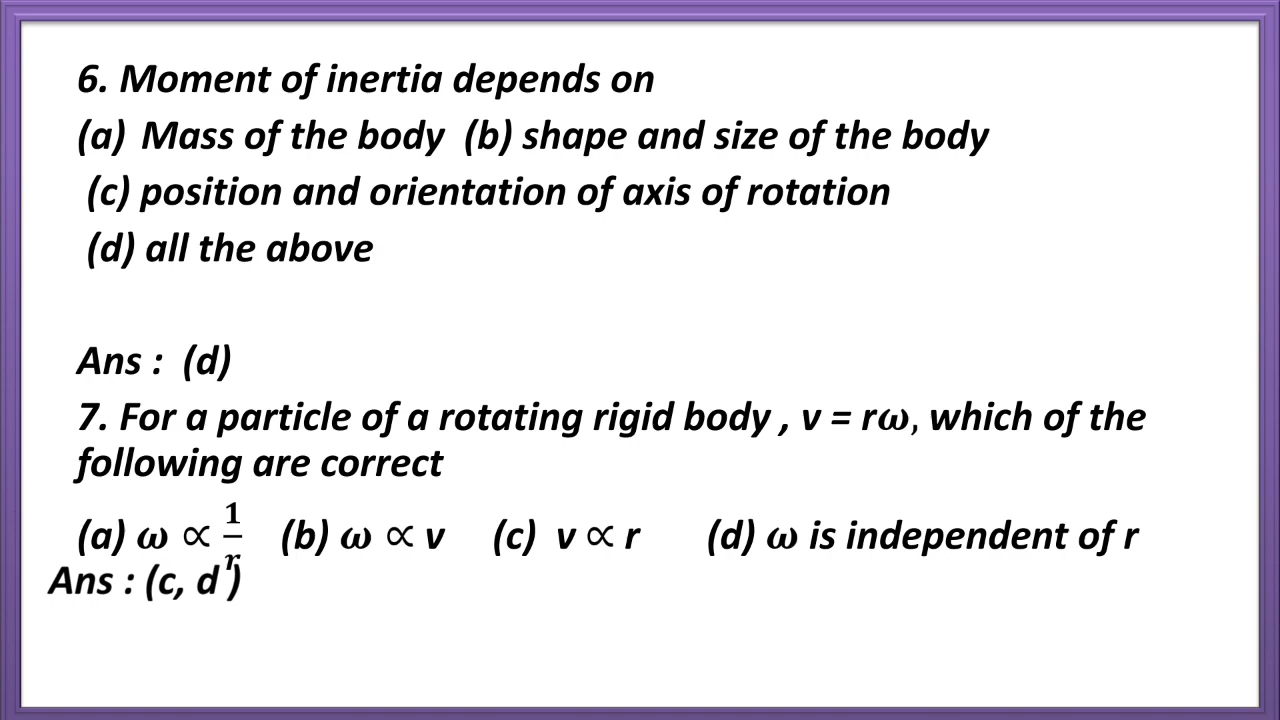 6. Moment of inertia depends on
(a) Mass of the body (b) shape and size of the body
(c) position and orientation of axis of rotation
(d) all the above
Ans : (d)
7. For a particle of a rotating rigid body , v = rω, which of the
following are correct
(a) ω ∝ 1/r (b) ω ∝ v (c) v ∝ r (d) ω is independent of r
Ans : (c, d )